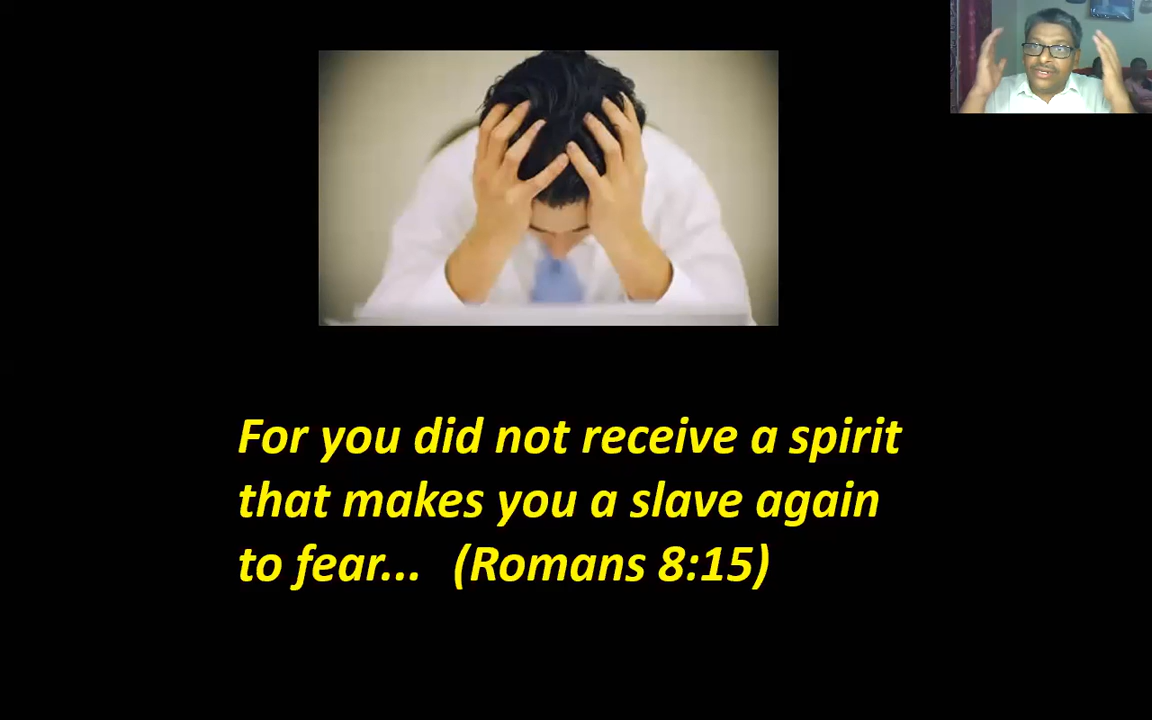 For you did not receive a spirit
that makes you a slave again
to fear... (Romans 8:15)